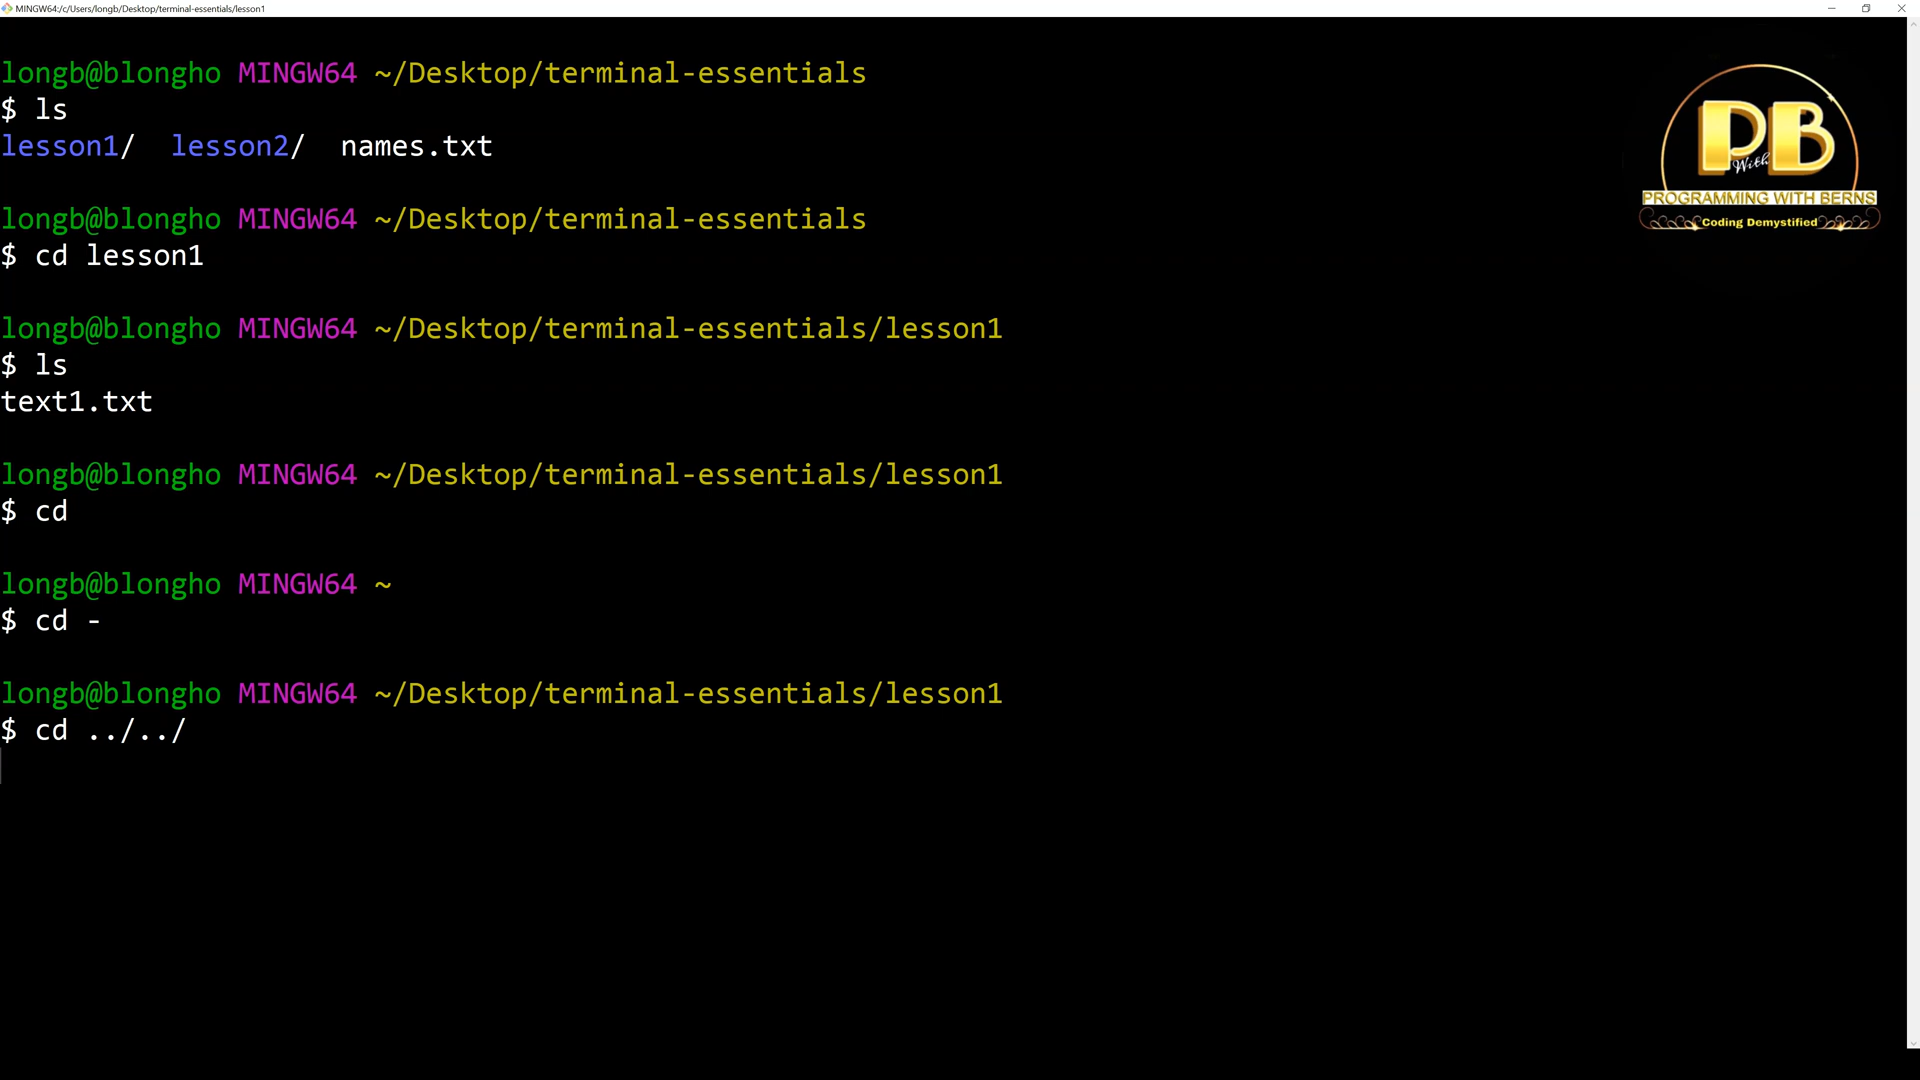 MINGW64:/c/Users/longb/Desktop/terminal-essentials/lesson1
longb@blongho MINGW64 ~/Desktop/terminal-essentials
$ ls
lesson1/  lesson2/  names.txt
longb@blongho MINGW64 ~/Desktop/terminal-essentials
$ cd lesson1
longb@blongho MINGW64 ~/Desktop/terminal-essentials/lesson1
$ ls
text1.txt
longb@blongho MINGW64 ~/Desktop/terminal-essentials/lesson1
$ cd
longb@blongho MINGW64 ~
$ cd -
longb@blongho MINGW64 ~/Desktop/terminal-essentials/lesson1
$ cd ../../
P With B
PROGRAMMING WITH BERNS
Coding Demystified